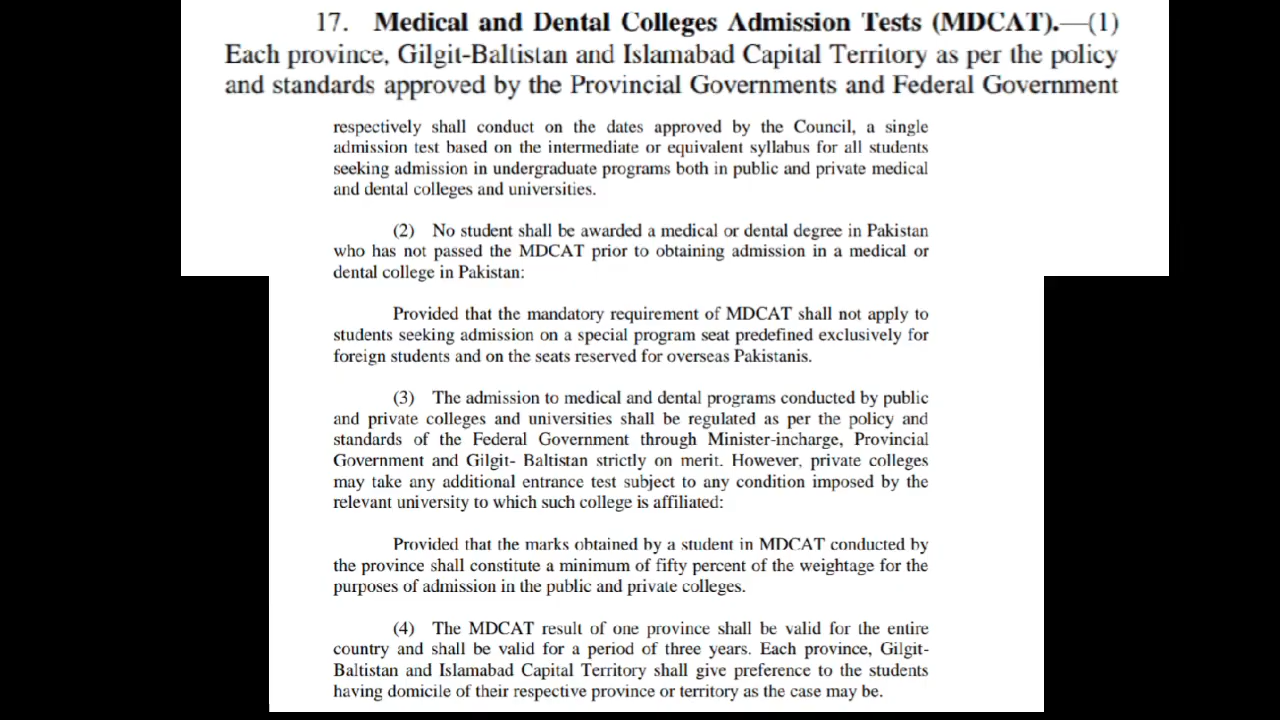 17. Medical and Dental Colleges Admission Tests (MDCAT).—(1)
Each province, Gilgit-Baltistan and Islamabad Capital Territory as per the policy
and standards approved by the Provincial Governments and Federal Government
respectively shall conduct on the dates approved by the Council, a single
admission test based on the intermediate or equivalent syllabus for all students
seeking admission in undergraduate programs both in public and private medical
and dental colleges and universities.
(2) No student shall be awarded a medical or dental degree in Pakistan
who has not passed the MDCAT prior to obtaining admission in a medical or
dental college in Pakistan:
Provided that the mandatory requirement of MDCAT shall not apply to
students seeking admission on a special program seat predefined exclusively for
foreign students and on the seats reserved for overseas Pakistanis.
(3) The admission to medical and dental programs conducted by public
and private colleges and universities shall be regulated as per the policy and
standards of the Federal Government through Minister-incharge, Provincial
Government and Gilgit- Baltistan strictly on merit. However, private colleges
may take any additional entrance test subject to any condition imposed by the
relevant university to which such college is affiliated:
Provided that the marks obtained by a student in MDCAT conducted by
the province shall constitute a minimum of fifty percent of the weightage for the
purposes of admission in the public and private colleges.
(4) The MDCAT result of one province shall be valid for the entire
country and shall be valid for a period of three years. Each province, Gilgit-
Baltistan and Islamabad Capital Territory shall give preference to the students
having domicile of their respective province or territory as the case may be.